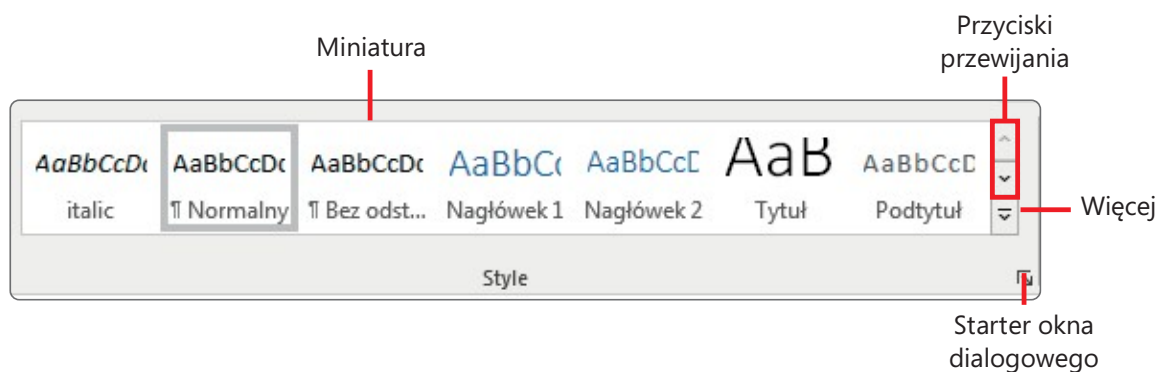 Przyciski
przewijania
Miniatura
AaBbCcDc AaBbCcDc AaBbCcDc AaBbCc AaBbCcD AaB AaBbCcD
italic ¶ Normalny ¶ Bez odst... Nagłówek 1 Nagłówek 2 Tytuł Podtytuł
Więcej
Style
Starter okna
dialogowego